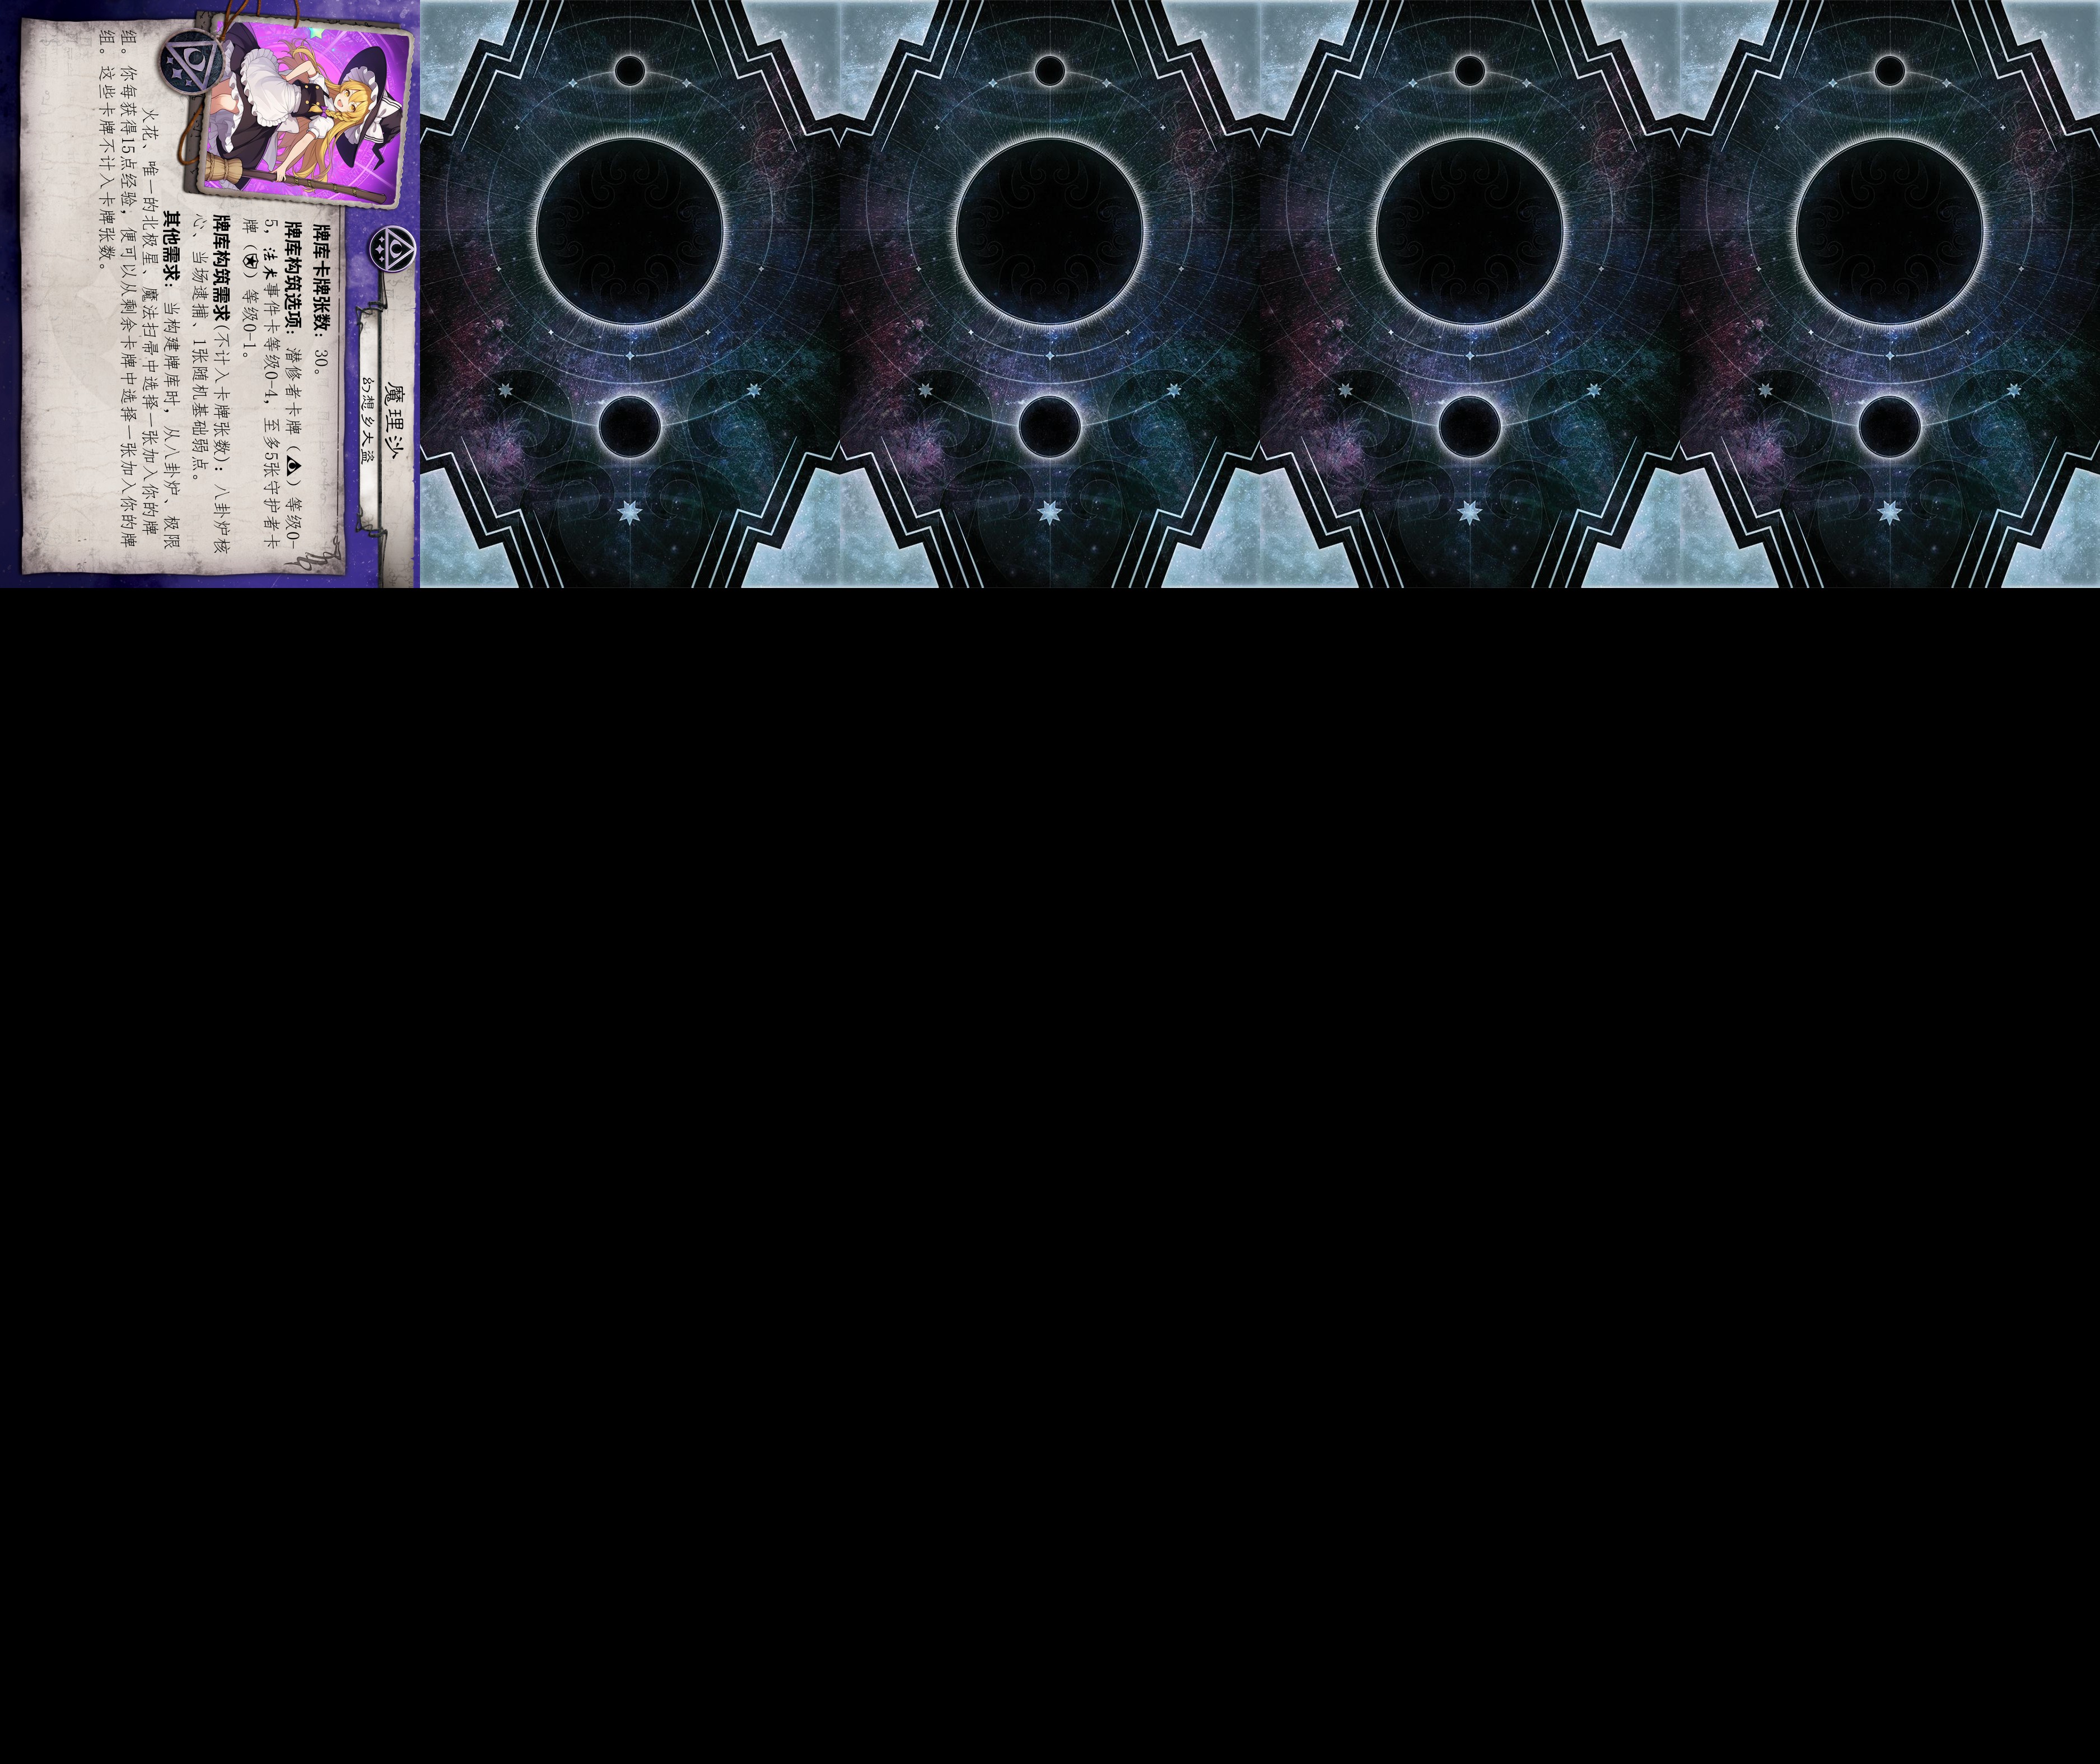 魔理沙
幻想乡大盗
牌库卡牌张数：30。
牌库构筑选项：潜修者卡牌（）等级0-
5，法术事件卡等级0-4，至多5张守护者卡
牌（）等级0-1。
牌库构筑需求(不计入卡牌张数)：八卦炉核
心、当场逮捕、1张随机基础弱点。
其他需求：当构建牌库时，从八卦炉、极限
火花、唯一的北极星、魔法扫帚中选择一张加入你的牌
组。你每获得15点经验，便可以从剩余卡牌中选择一张加入你的牌
组。这些卡牌不计入卡牌张数。